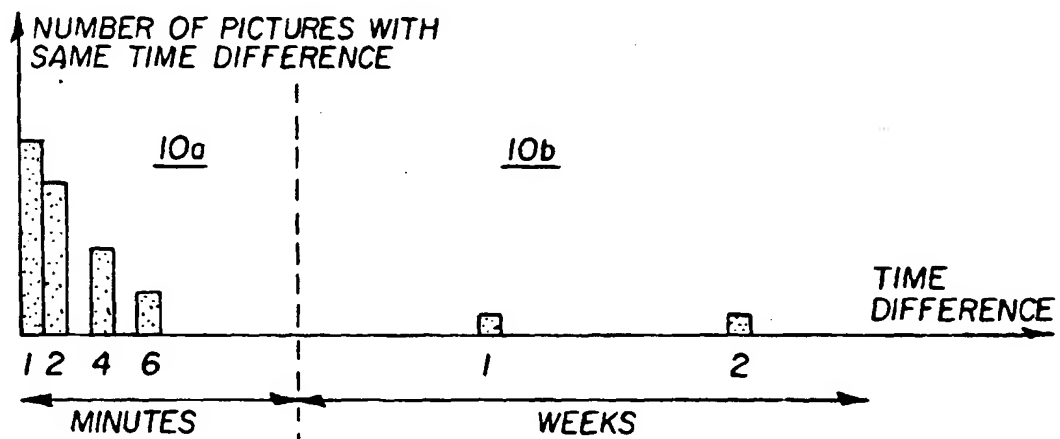 NUMBER OF PICTURES WITH
SAME TIME DIFFERENCE
10a
10b
TIME
DIFFERENCE
1 2 4 6 1 2
MINUTES WEEKS